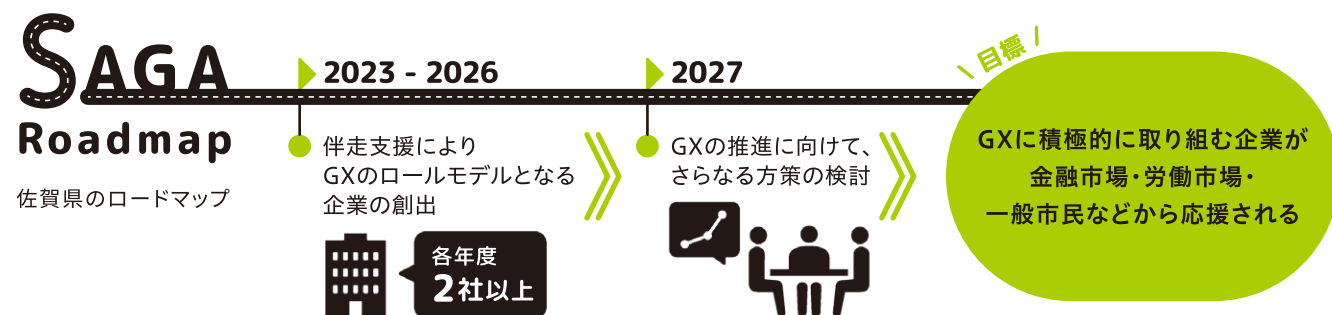 SAGA
Roadmap
佐賀県のロードマップ
2023 - 2026
伴走支援により
GXのロールモデルとなる
企業の創出
各年度
2社以上
2027
GXの推進に向けて、
さらなる方策の検討
目標
GXに積極的に取り組む企業が
金融市場・労働市場・
一般市民などから応援される